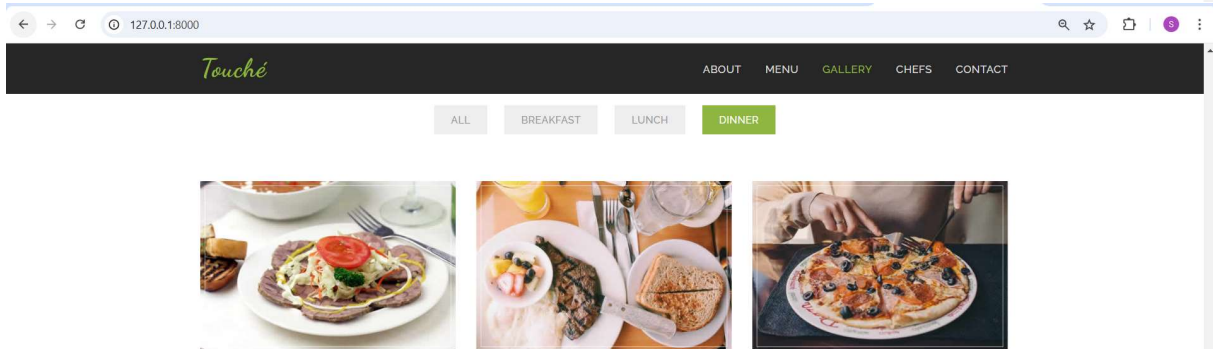 127.0.0.1:8000
S
Touché
ABOUT MENU GALLERY CHEFS CONTACT
ALL BREAKFAST LUNCH DINNER